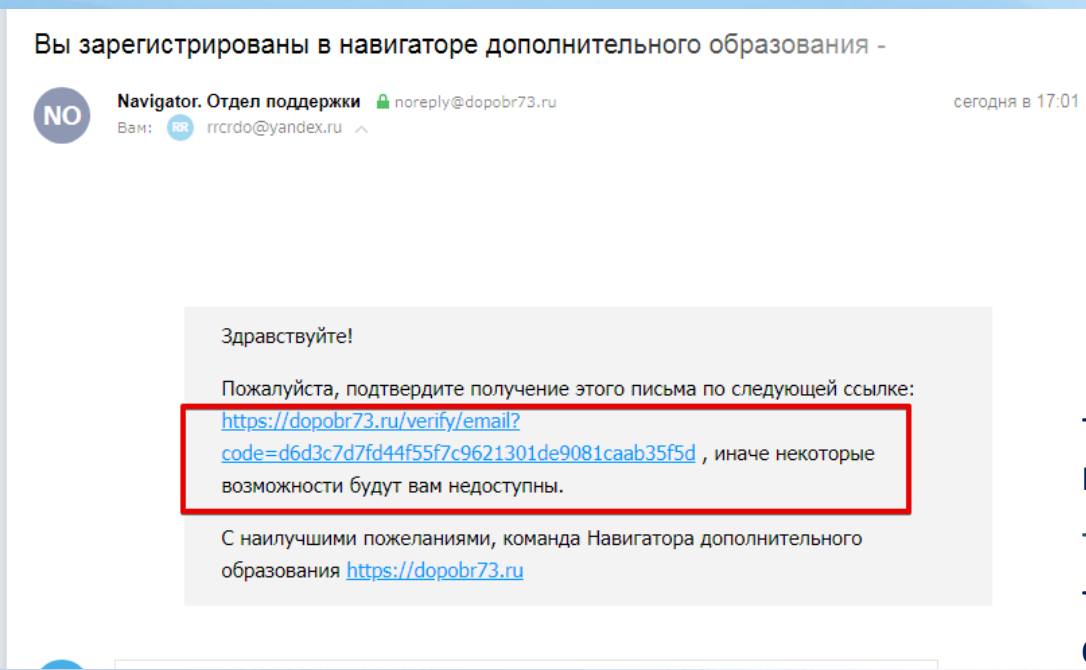 Вы зарегистрированы в навигаторе дополнительного образования -
NO
Navigator. Отдел поддержки noreply@dopobr73.ru
сегодня в 17:01
Вам: RR rrcrdo@yandex.ru
Здравствуйте!
Пожалуйста, подтвердите получение этого письма по следующей ссылке:
https://dopobr73.ru/verify/email?
code=d6d3c7d7fd44f55f7c9621301de9081caab35f5d , иначе некоторые
возможности будут вам недоступны.
С наилучшими пожеланиями, команда Навигатора дополнительного
образования https://dopobr73.ru